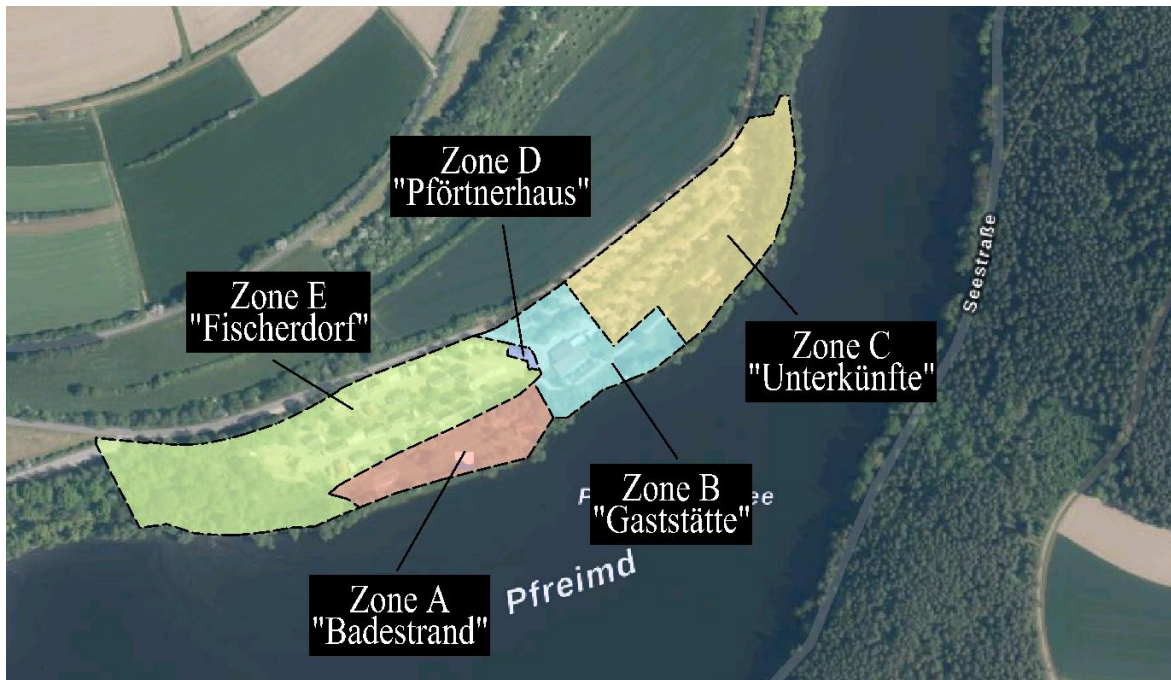 Zone D
"Pförtnerhaus"
Zone E
"Fischerdorf"
Seestraße
Zone C
"Unterkünfte"
Zone B
"Gaststätte"
Pfreimd
Zone A
"Badestrand"